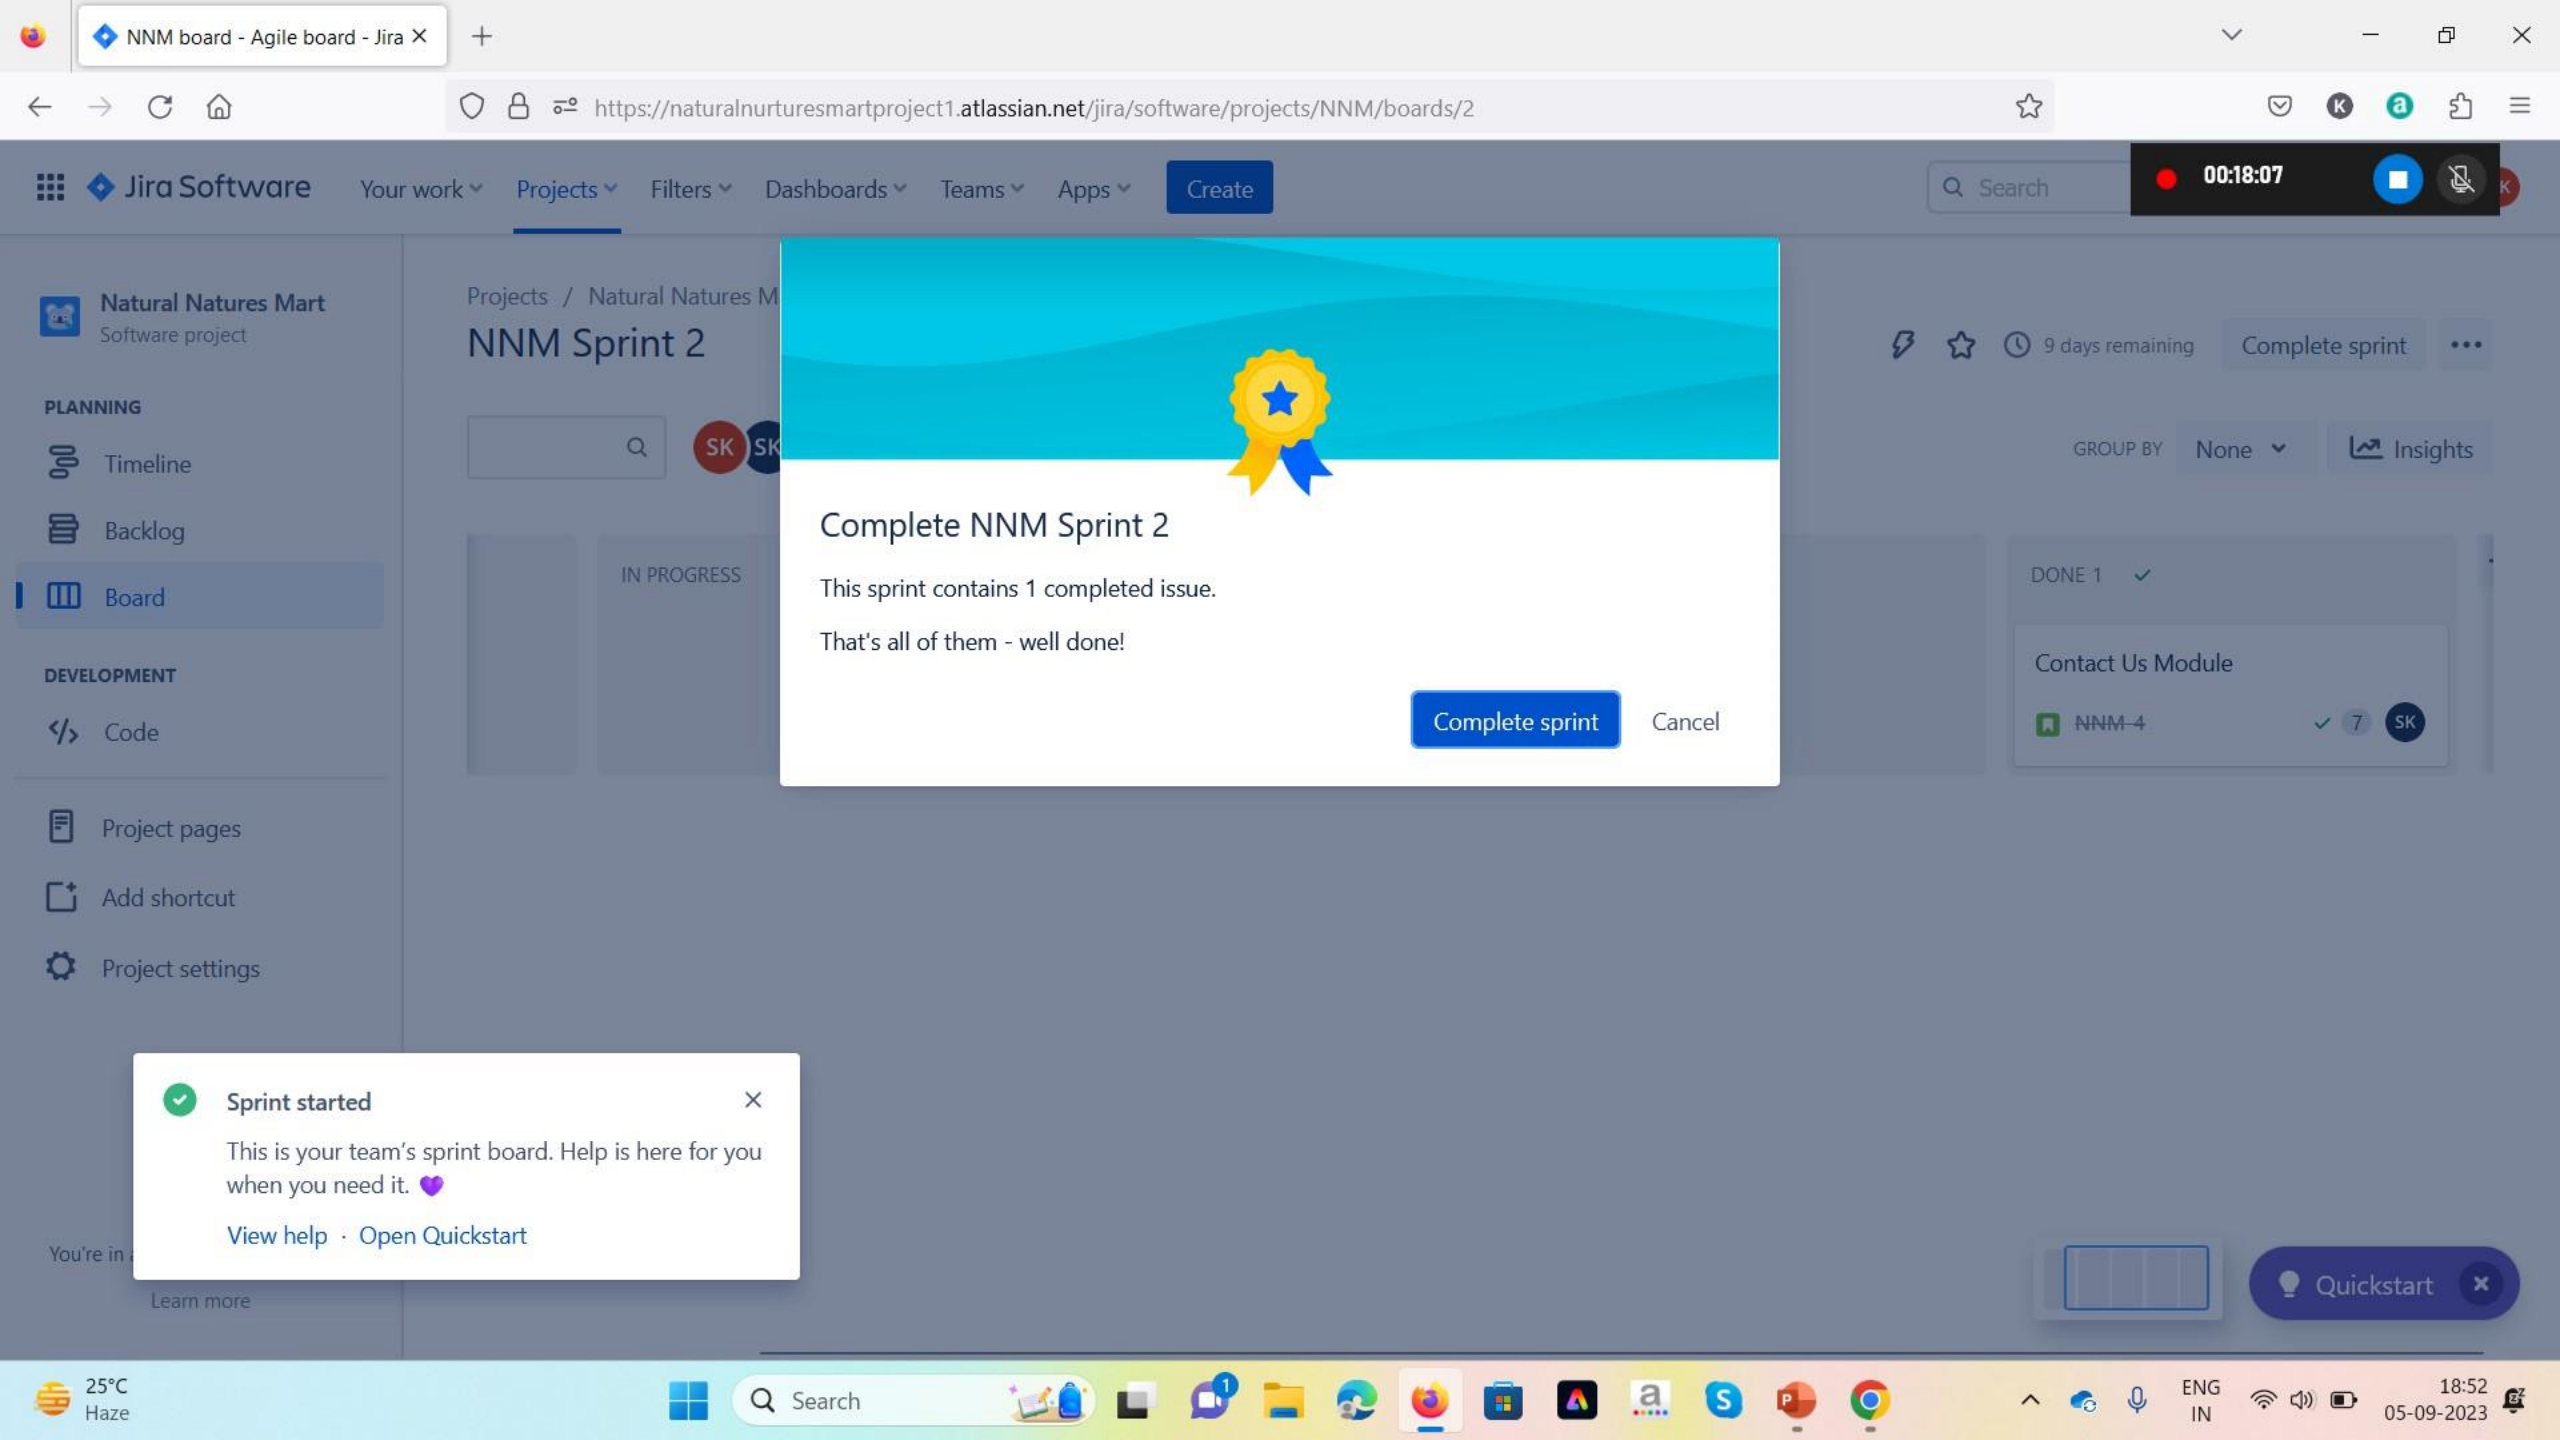 NNM board - Agile board - Jira
https://naturalnurturesmartproject1.atlassian.net/jira/software/projects/NNM/boards/2
Jira Software
Your work
Projects
Filters
Dashboards
Teams
Apps
Create
Search
00:18:07
K
Natural Natures Mart
Software project
PLANNING
Timeline
Backlog
Board
DEVELOPMENT
Code
Project pages
Add shortcut
Project settings
You're in
Learn more
Projects / Natural Natures M
NNM Sprint 2
SK SK
9 days remaining
Complete sprint
GROUP BY None
Insights
IN PROGRESS
DONE 1
Contact Us Module
NNM-4
7 SK
Complete NNM Sprint 2
This sprint contains 1 completed issue.
That's all of them - well done!
Complete sprint
Cancel
Sprint started
This is your team's sprint board. Help is here for you
when you need it.
View help · Open Quickstart
Quickstart
25°C
Haze
Search
1
ENG
IN
18:52
05-09-2023